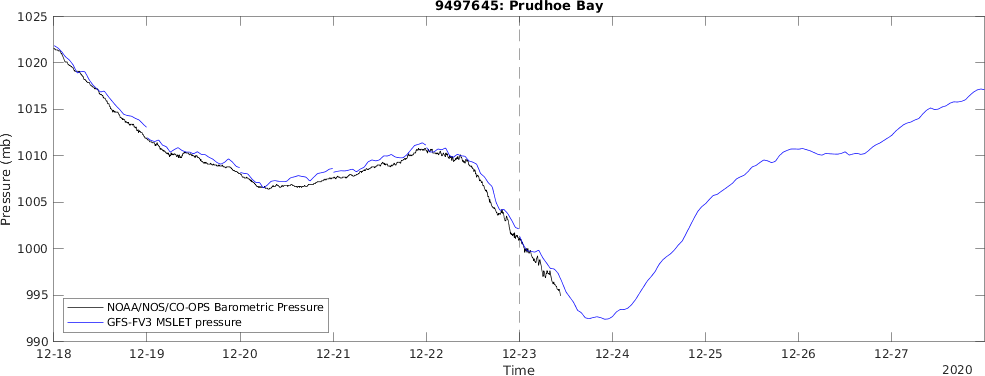 9497645: Prudhoe Bay
1025
1020
1015
1010
1005
1000
995
990
Pressure (mb)
NOAA/NOS/CO-OPS Barometric Pressure
GFS-FV3 MSLET pressure
12-18 12-19 12-20 12-21 12-22 12-23 12-24 12-25 12-26 12-27
Time
2020